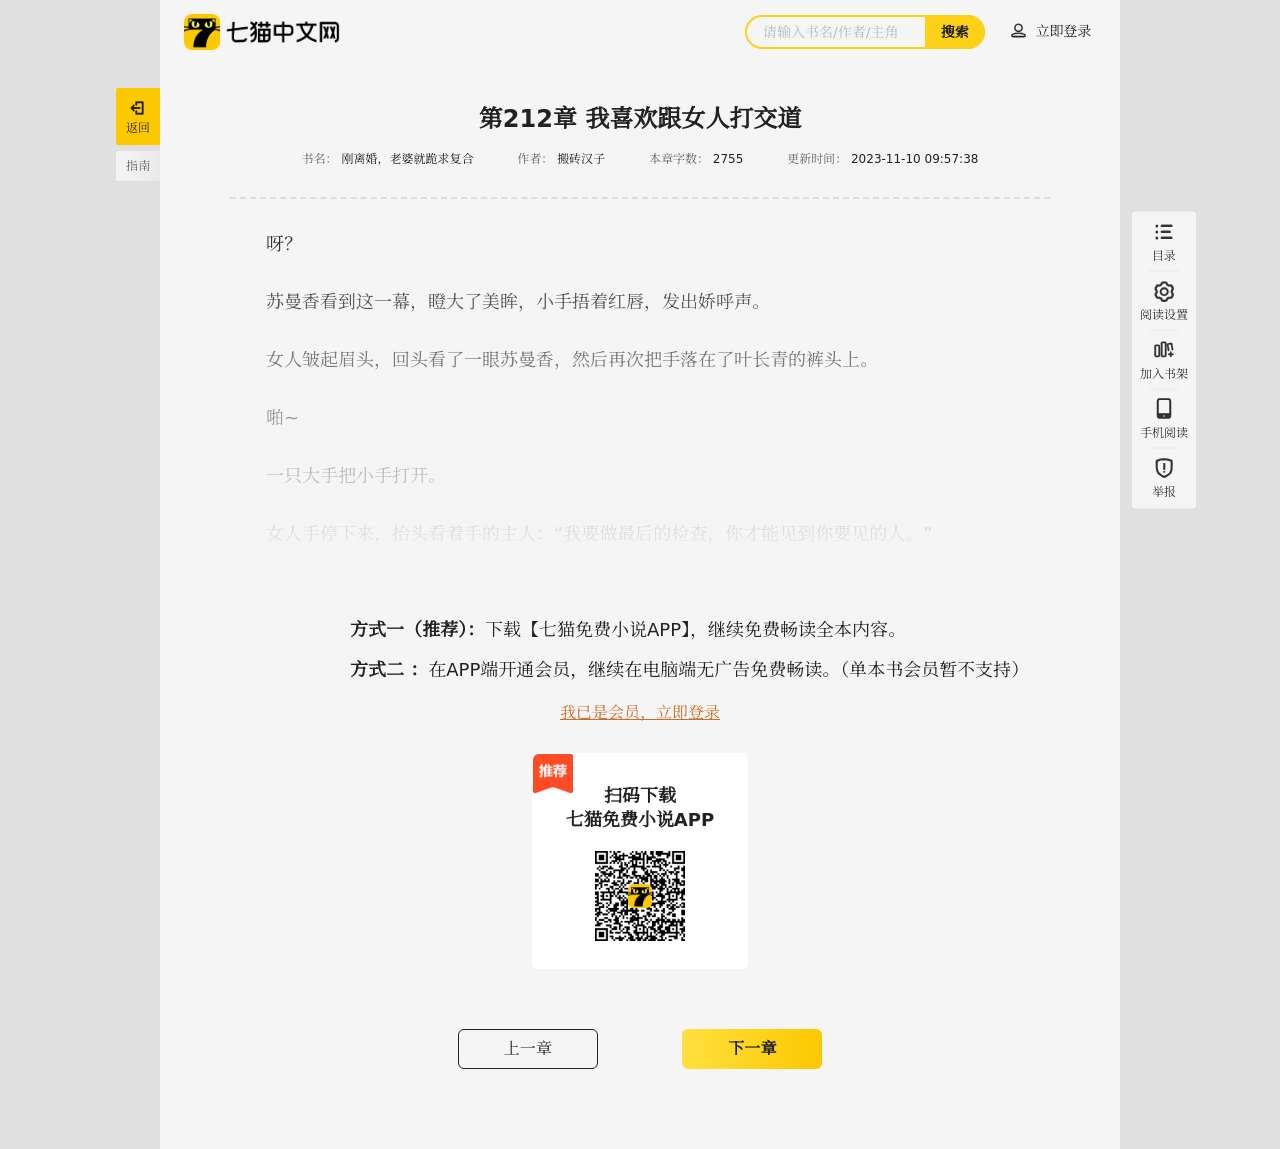 七猫中文网
请输入书名/作者/主角
搜索
立即登录
返回
指南
第212章 我喜欢跟女人打交道
书名： 刚离婚，老婆就跪求复合 作者： 搬砖汉子 本章字数： 2755 更新时间： 2023-11-10 09:57:38
呀？
苏曼香看到这一幕，瞪大了美眸，小手捂着红唇，发出娇呼声。
女人皱起眉头，回头看了一眼苏曼香，然后再次把手落在了叶长青的裤头上。
啪~
一只大手把小手打开。
女人手停下来，抬头看着手的主人：“我要做最后的检查，你才能见到你要见的人。”
目录
阅读设置
加入书架
手机阅读
举报
方式一（推荐）： 下载【七猫免费小说APP】，继续免费畅读全本内容。
方式二 ： 在APP端开通会员，继续在电脑端无广告免费畅读。（单本书会员暂不支持）
我已是会员，立即登录
推荐
扫码下载
七猫免费小说APP
上一章
下一章